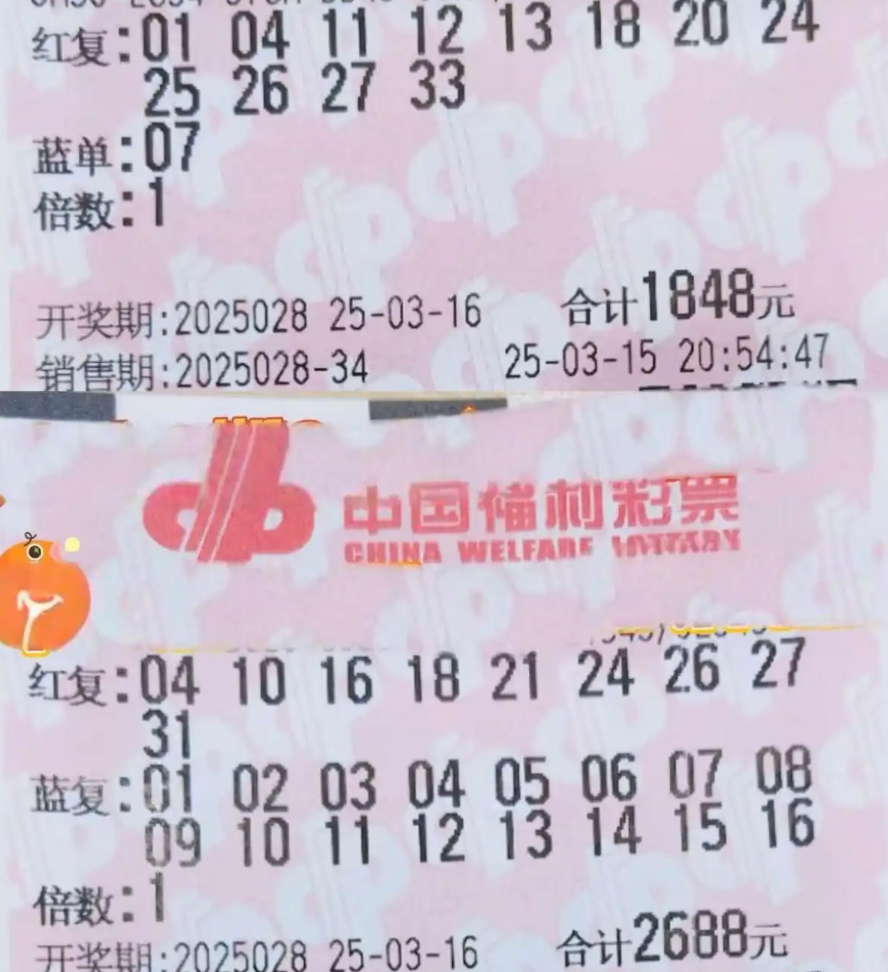 红复:01 04 11 12 13 18 20 24
25 26 27 33
蓝单:07
倍数:1
开奖期:2025028 25-03-16 合计1848元
销售期:2025028-34 25-03-15 20:54:47
中国福利彩票
CHINA WELFARE LOTTERY
红复:04 10 16 18 21 24 26 27
31
蓝复:01 02 03 04 05 06 07 08
09 10 11 12 13 14 15 16
倍数:1
开奖期:2025028 25-03-16 合计2688元